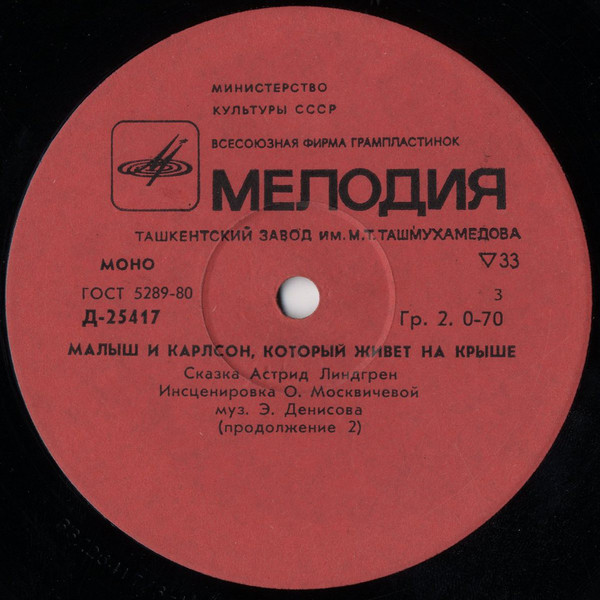 МИНИСТЕРСТВО
КУЛЬТУРЫ СССР
ВСЕСОЮЗНАЯ ФИРМА ГРАМПЛАСТИНОК
МЕЛОДИЯ
ТАШКЕНТСКИЙ ЗАВОД ИМ. М.Т. ТАШМУХАМЕДОВА
МОНО ▽33
ГОСТ 5289-80 3
Д-25417 Гр. 2. 0-70
МАЛЫШ И КАРЛСОН, КОТОРЫЙ ЖИВЕТ НА КРЫШЕ
Сказка Астрид Линдгрен
Инсценировка О. Москвичевой
муз. Э. Денисова
(продолжение 2)